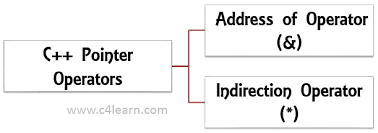 C++ Pointer
Operators
Address of Operator
(&)
Indirection Operator
(*)
www.c4learn.com